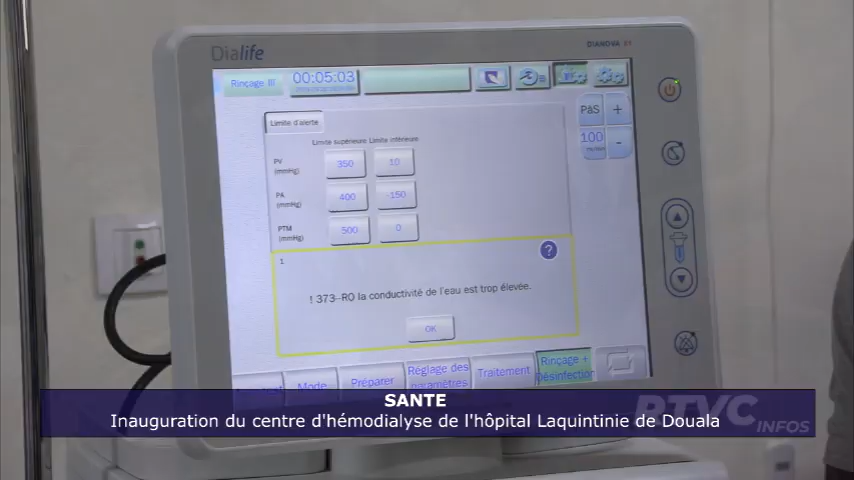 Dialife
DIANOVA
Rinçage III
00:05:03
PàS
+
100
-
Limite d'alerte
Limite supérieure Limite intérieure
PV (mmHg) 350 10
PA (mmHg) 400 -150
PTM (mmHg) 500 0
1
?
! 373--RO la conductivité de l'eau est trop élevée.
OK
Mode
Préparer
Réglage des paramètres
Traitement
Rinçage + Désinfection
SANTE
Inauguration du centre d'hémodialyse de l'hôpital Laquintinie de Douala
INFOS